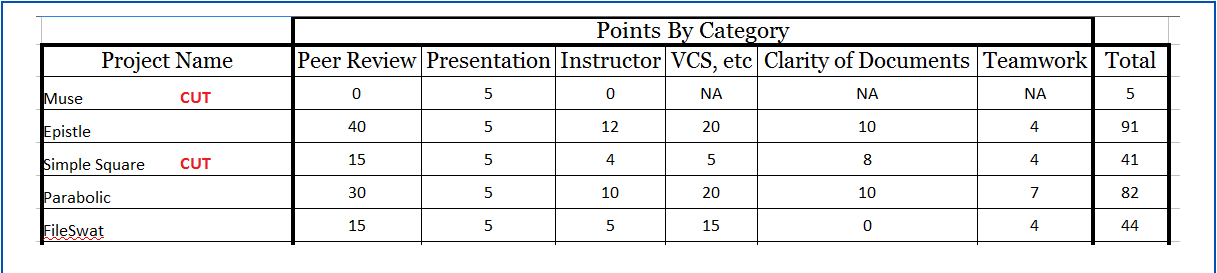 Points By Category
Project Name Peer Review Presentation Instructor VCS, etc Clarity of Documents Teamwork Total
Muse CUT 0 5 0 NA NA NA 5
Epistle 40 5 12 20 10 4 91
Simple Square CUT 15 5 4 5 8 4 41
Parabolic 30 5 10 20 10 7 82
FileSwat 15 5 5 15 0 4 44